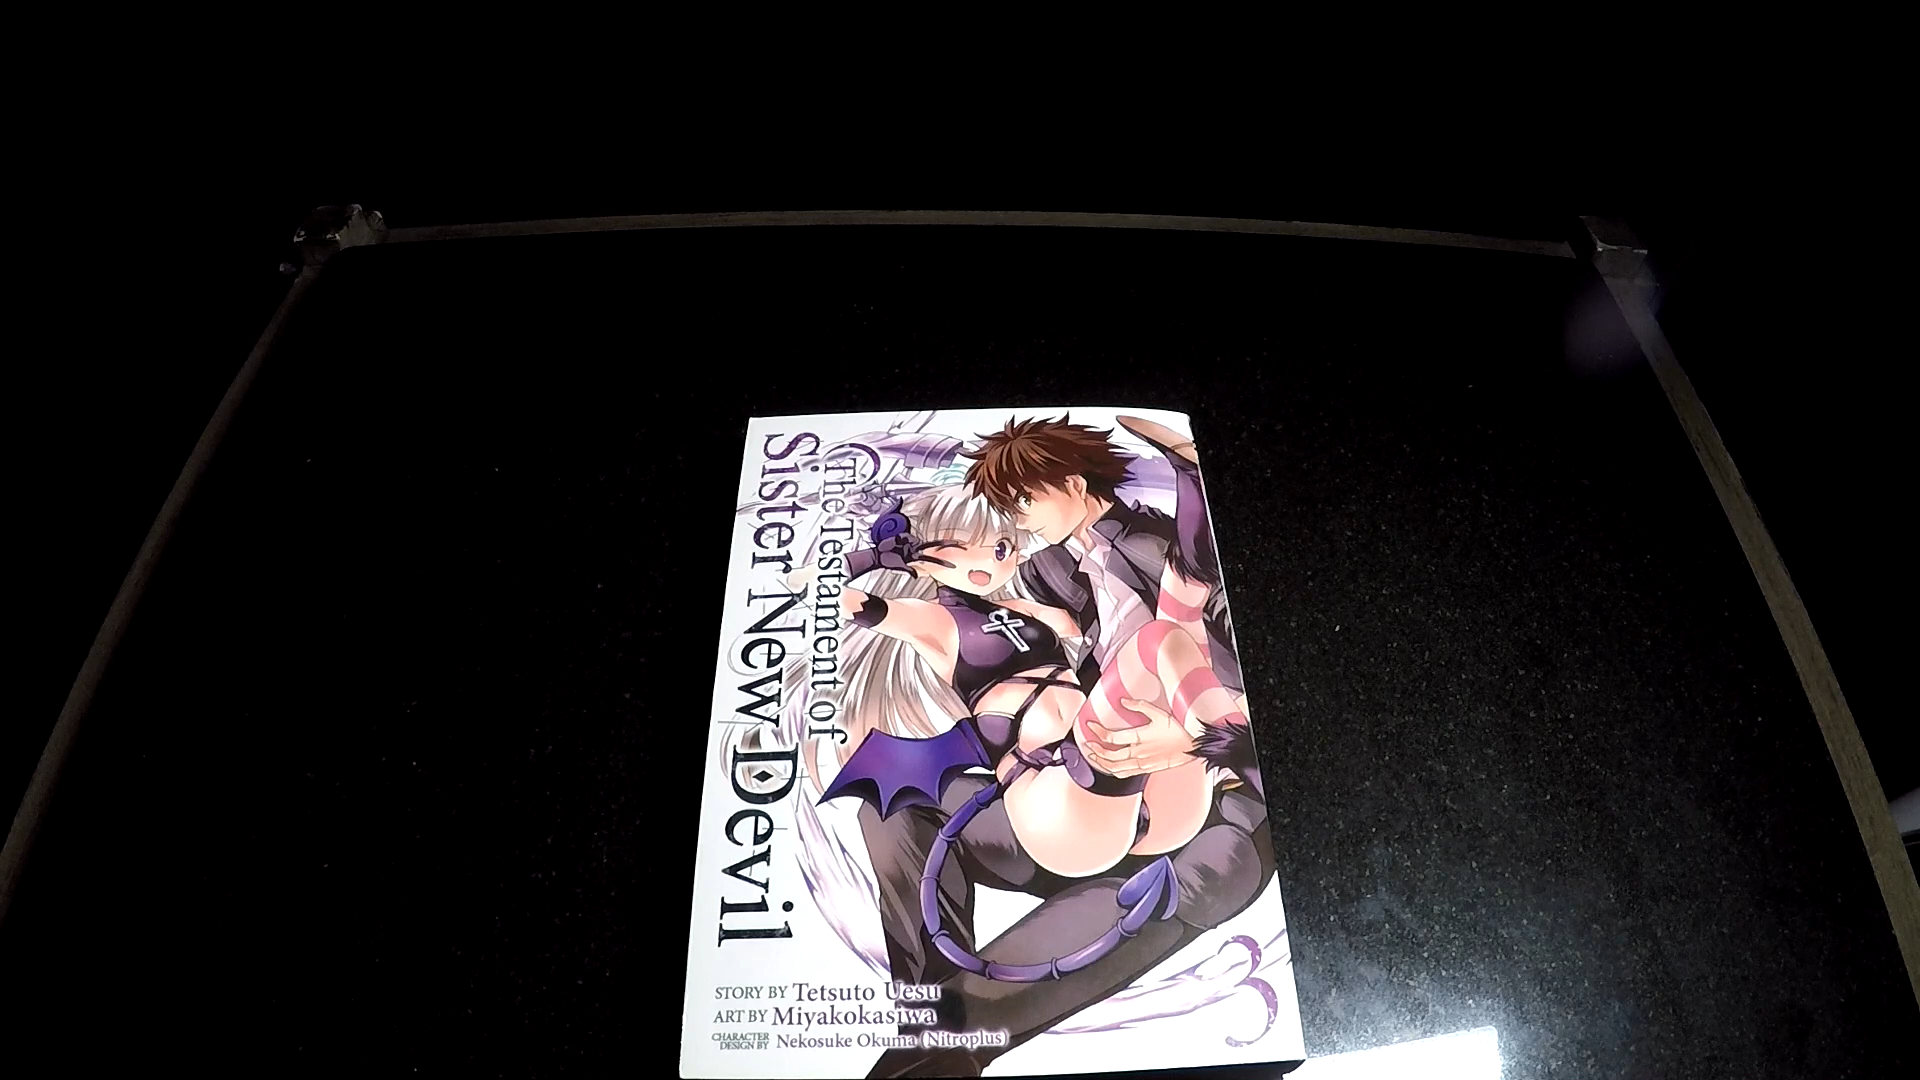 The Testament of
Sister New Devil
STORY BY Tetsuto Uesu
ART BY Miyakokasiwa
CHARACTER DESIGN BY Nekosuke Okuma (Nitroplus)
3